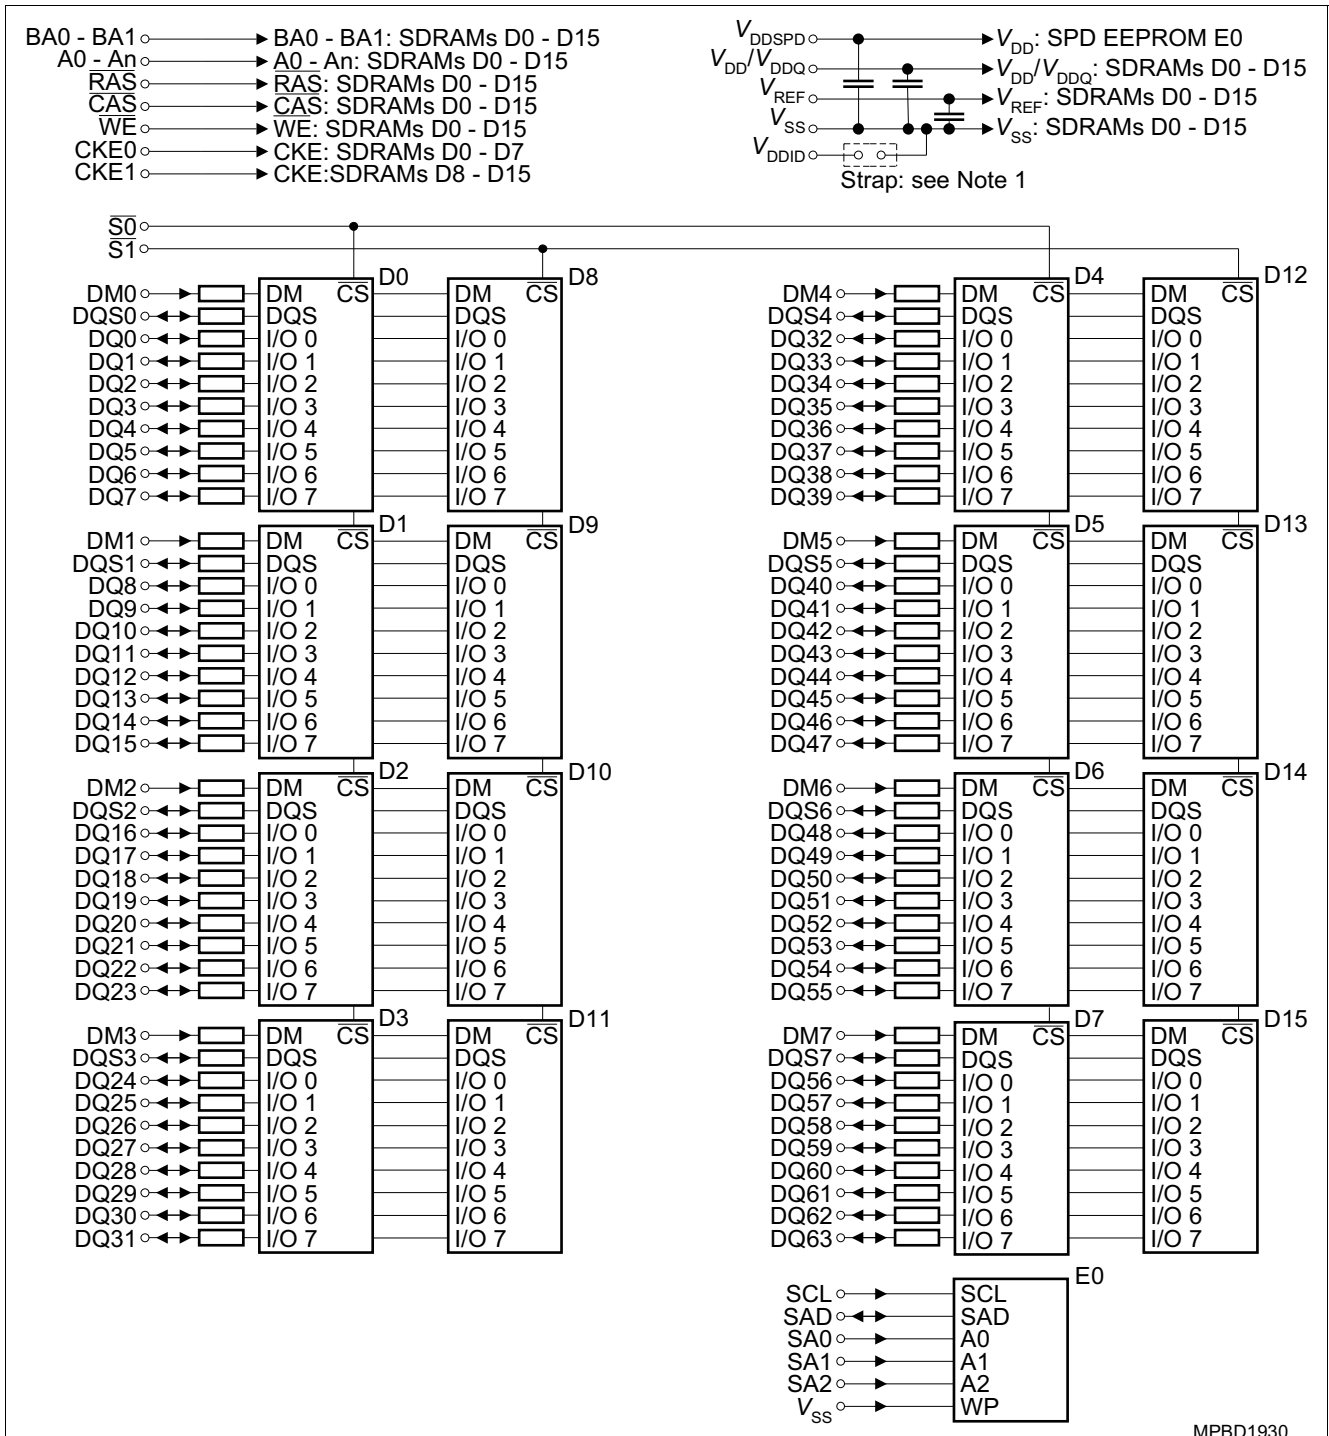 BA0 - BA1 BA0 - BA1: SDRAMs D0 - D15
A0 - An A0 - An: SDRAMs D0 - D15
RAS RAS: SDRAMs D0 - D15
CAS CAS: SDRAMs D0 - D15
WE WE: SDRAMs D0 - D15
CKE0 CKE: SDRAMs D0 - D7
CKE1 CKE:SDRAMs D8 - D15
VDDSPD VDD: SPD EEPROM E0
VDD/VDDQ VDD/VDDQ: SDRAMs D0 - D15
VREF VREF: SDRAMs D0 - D15
VSS VSS: SDRAMs D0 - D15
VDDID
Strap: see Note 1
S0
S1
D0 D8
DM0 DM CS DM CS
DQS0 DQS DQS
DQ0 I/O 0 I/O 0
DQ1 I/O 1 I/O 1
DQ2 I/O 2 I/O 2
DQ3 I/O 3 I/O 3
DQ4 I/O 4 I/O 4
DQ5 I/O 5 I/O 5
DQ6 I/O 6 I/O 6
DQ7 I/O 7 I/O 7
D1 D9
DM1 DM CS DM CS
DQS1 DQS DQS
DQ8 I/O 0 I/O 0
DQ9 I/O 1 I/O 1
DQ10 I/O 2 I/O 2
DQ11 I/O 3 I/O 3
DQ12 I/O 4 I/O 4
DQ13 I/O 5 I/O 5
DQ14 I/O 6 I/O 6
DQ15 I/O 7 I/O 7
D2 D10
DM2 DM CS DM CS
DQS2 DQS DQS
DQ16 I/O 0 I/O 0
DQ17 I/O 1 I/O 1
DQ18 I/O 2 I/O 2
DQ19 I/O 3 I/O 3
DQ20 I/O 4 I/O 4
DQ21 I/O 5 I/O 5
DQ22 I/O 6 I/O 6
DQ23 I/O 7 I/O 7
D3 D11
DM3 DM CS DM CS
DQS3 DQS DQS
DQ24 I/O 0 I/O 0
DQ25 I/O 1 I/O 1
DQ26 I/O 2 I/O 2
DQ27 I/O 3 I/O 3
DQ28 I/O 4 I/O 4
DQ29 I/O 5 I/O 5
DQ30 I/O 6 I/O 6
DQ31 I/O 7 I/O 7
D4 D12
DM4 DM CS DM CS
DQS4 DQS DQS
DQ32 I/O 0 I/O 0
DQ33 I/O 1 I/O 1
DQ34 I/O 2 I/O 2
DQ35 I/O 3 I/O 3
DQ36 I/O 4 I/O 4
DQ37 I/O 5 I/O 5
DQ38 I/O 6 I/O 6
DQ39 I/O 7 I/O 7
D5 D13
DM5 DM CS DM CS
DQS5 DQS DQS
DQ40 I/O 0 I/O 0
DQ41 I/O 1 I/O 1
DQ42 I/O 2 I/O 2
DQ43 I/O 3 I/O 3
DQ44 I/O 4 I/O 4
DQ45 I/O 5 I/O 5
DQ46 I/O 6 I/O 6
DQ47 I/O 7 I/O 7
D6 D14
DM6 DM CS DM CS
DQS6 DQS DQS
DQ48 I/O 0 I/O 0
DQ49 I/O 1 I/O 1
DQ50 I/O 2 I/O 2
DQ51 I/O 3 I/O 3
DQ52 I/O 4 I/O 4
DQ53 I/O 5 I/O 5
DQ54 I/O 6 I/O 6
DQ55 I/O 7 I/O 7
D7 D15
DM7 DM CS DM CS
DQS7 DQS DQS
DQ56 I/O 0 I/O 0
DQ57 I/O 1 I/O 1
DQ58 I/O 2 I/O 2
DQ59 I/O 3 I/O 3
DQ60 I/O 4 I/O 4
DQ61 I/O 5 I/O 5
DQ62 I/O 6 I/O 6
DQ63 I/O 7 I/O 7
E0
SCL SCL
SAD SAD
SA0 A0
SA1 A1
SA2 A2
VSS WP
MPBD1930